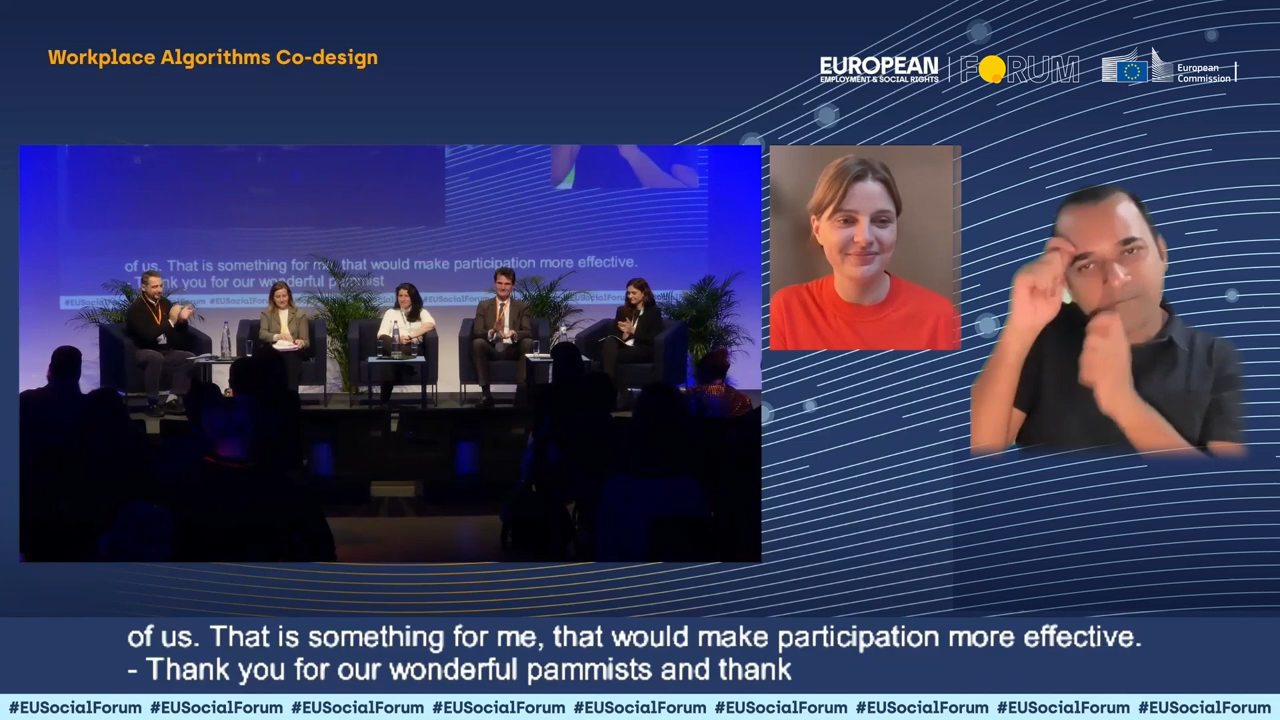 Workplace Algorithms Co-design
EUROPEAN
EMPLOYMENT & SOCIAL RIGHTS
FORUM
European
Commission
of us. That is something for me, that would make participation more effective.
- Thank you for our wonderful pammist
#EUSocialForum
of us. That is something for me, that would make participation more effective.
- Thank you for our wonderful pammists and thank
#EUSocialForum #EUSocialForum #EUSocialForum #EUSocialForum #EUSocialForum #EUSocialForum #EUSocialForum #EUSocialForum #EUSocialForum